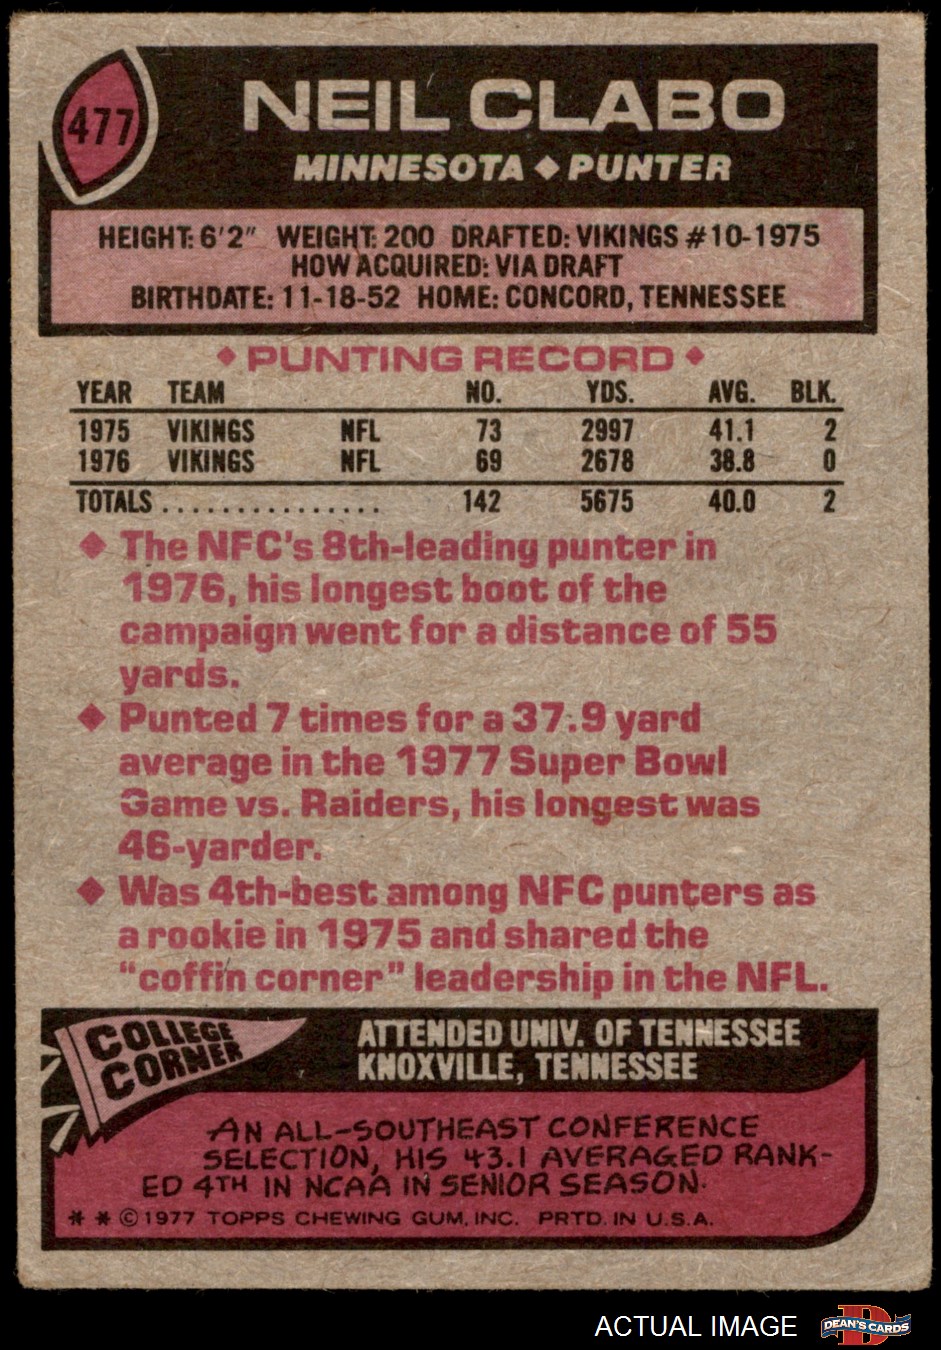 477
NEIL CLABO
MINNESOTA ◆ PUNTER
HEIGHT: 6'2" WEIGHT: 200 DRAFTED: VIKINGS #10-1975
HOW ACQUIRED: VIA DRAFT
BIRTHDATE: 11-18-52 HOME: CONCORD, TENNESSEE
◆ PUNTING RECORD ◆
YEAR TEAM NO. YDS. AVG. BLK.
1975 VIKINGS NFL 73 2997 41.1 2
1976 VIKINGS NFL 69 2678 38.8 0
TOTALS ............... 142 5675 40.0 2
◆ The NFC's 8th-leading punter in
1976, his longest boot of the
campaign went for a distance of 55
yards.
◆ Punted 7 times for a 37.9 yard
average in the 1977 Super Bowl
Game vs. Raiders, his longest was
46-yarder.
◆ Was 4th-best among NFC punters as
a rookie in 1975 and shared the
"coffin corner" leadership in the NFL.
COLLEGE
CORNER
ATTENDED UNIV. OF TENNESSEE
KNOXVILLE, TENNESSEE
AN ALL-SOUTHEAST CONFERENCE
SELECTION, HIS 43.1 AVERAGED RANK-
ED 4TH IN NCAA IN SENIOR SEASON.
* * © 1977 TOPPS CHEWING GUM, INC. PRTD. IN U.S.A.
ACTUAL IMAGE
D
DEAN'S CARDS